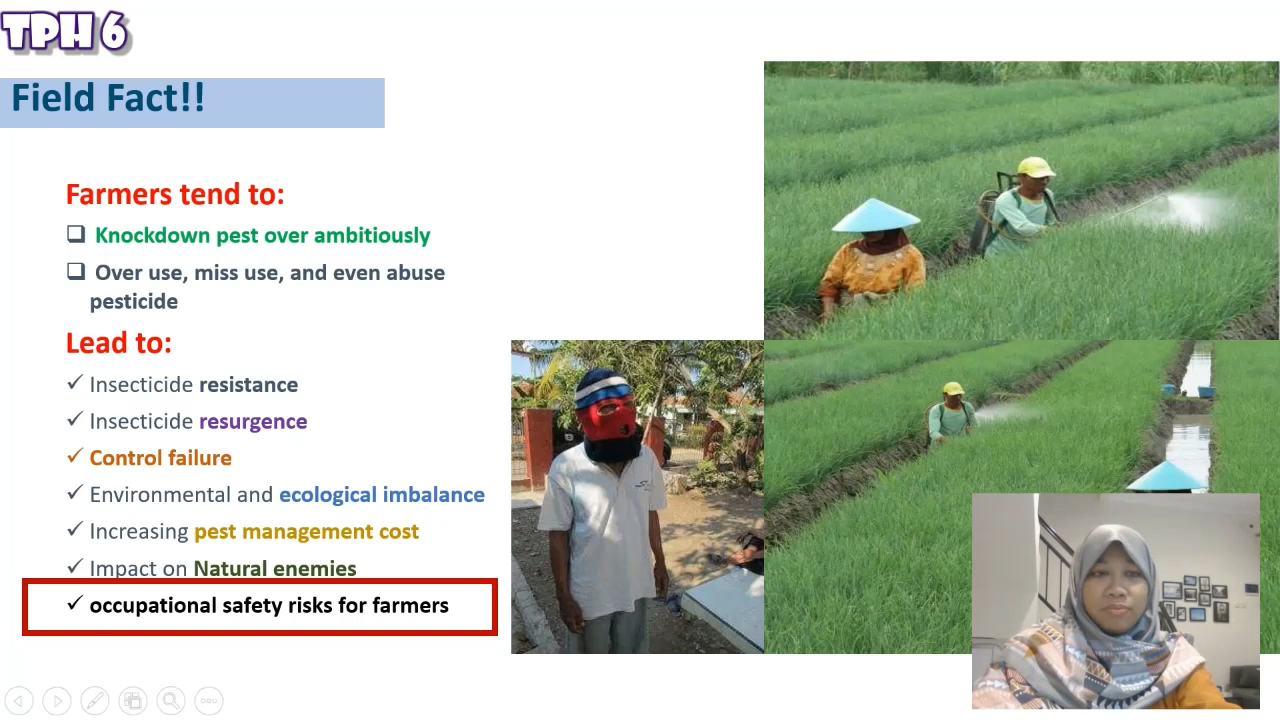 TPH 6
Field Fact!!
Farmers tend to:
Knockdown pest over ambitiously
Over use, miss use, and even abuse
pesticide
Lead to:
Insecticide resistance
Insecticide resurgence
Control failure
Environmental and ecological imbalance
Increasing pest management cost
Impact on Natural enemies
occupational safety risks for farmers